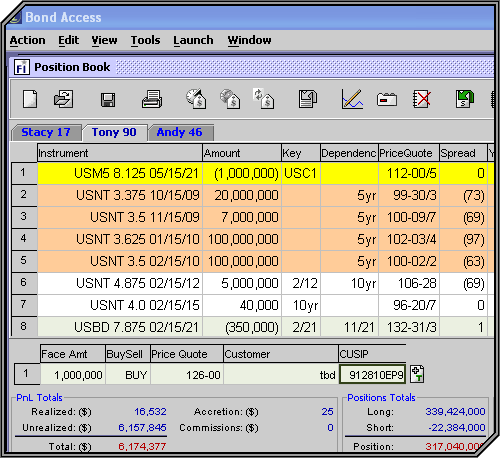 Bond Access
Action Edit View Tools Launch Window
Fi Position Book
Stacy 17 Tony 90 Andy 46
Instrument Amount Key Dependenc PriceQuote Spread Y
1 USM5 8.125 05/15/21 (1,000,000) USC1 112-00/5 0
2 USNT 3.375 10/15/09 20,000,000 5yr 99-30/3 (73)
3 USNT 3.5 11/15/09 7,000,000 5yr 100-09/7 (69)
4 USNT 3.625 01/15/10 100,000,000 5yr 102-03/4 (97)
5 USNT 3.5 02/15/10 100,000,000 5yr 100-02/2 (63)
6 USNT 4.875 02/15/12 5,000,000 2/12 10yr 106-28 (69)
7 USNT 4.0 02/15/15 40,000 10yr 96-20/7 0
8 USBD 7.875 02/15/21 (350,000) 2/21 11/21 132-31/3 1
Face Amt BuySell Price Quote Customer CUSIP
1 1,000,000 BUY 126-00 tbd 912810EP9
PnL Totals Positions Totals
Realized: ($) 16,532 Accretion: ($) 25 Long: 339,424,000
Unrealized: ($) 6,157,845 Commissions: ($) 0 Short: -22,384,000
Total: ($) 6,174,377 Position: 317,040,000